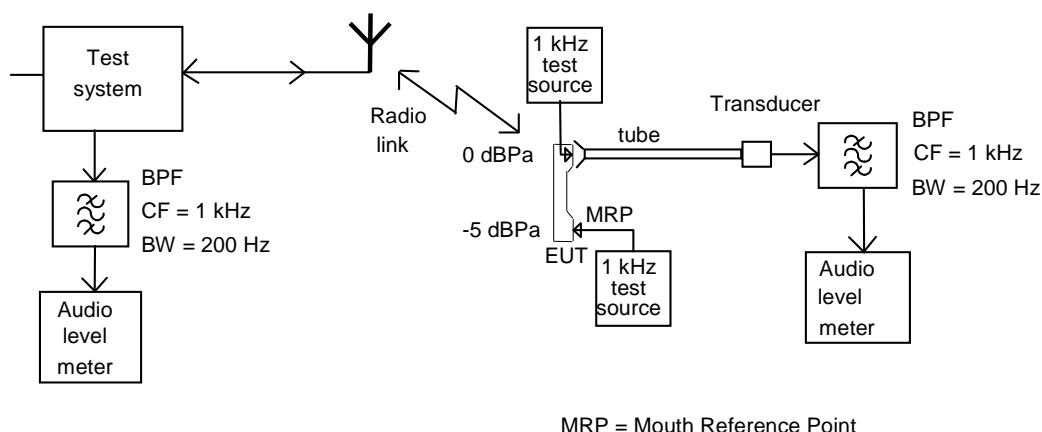 Test
system
BPF
CF = 1 kHz
BW = 200 Hz
Audio
level
meter
Radio
link
1 kHz
test
source
0 dBPa
-5 dBPa
EUT
MRP
1 kHz
test
source
tube
Transducer
BPF
CF = 1 kHz
BW = 200 Hz
Audio
level
meter
MRP = Mouth Reference Point